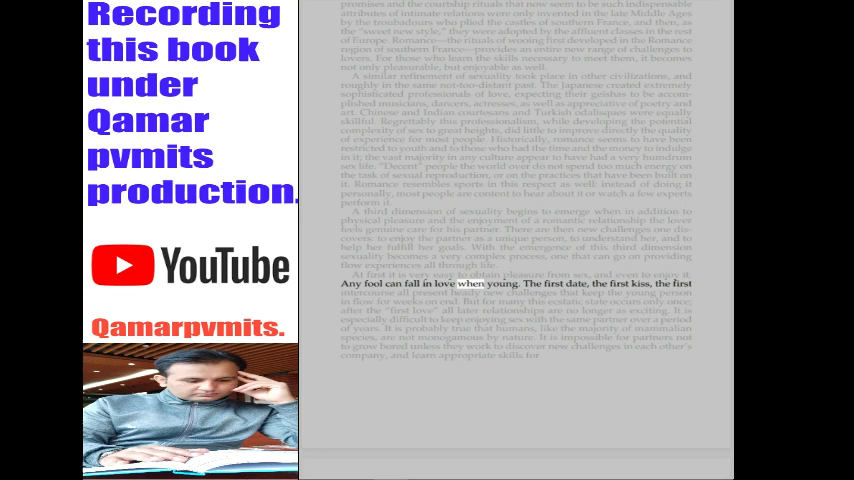 Recording
this book
under
Qamar
pvmits
production.
YouTube
Qamarpvmits.
promises and the courtship rituals that now seem to be such indispensable
attributes of intimate relations were only invented in the late Middle Ages
by the troubadours who plied the castles of southern France, and then, as
the “sweet new style,” they were adopted by the affluent classes in the rest
of Europe. Romance—the rituals of wooing first developed in the Romance
region of southern France—provides an entire new range of challenges to
lovers. For those who learn the skills necessary to meet them, it becomes
not only pleasurable, but enjoyable as well.
A similar refinement of sexuality took place in other civilizations, and
roughly in the same not-too-distant past. The Japanese created extremely
sophisticated professionals of love, expecting their geishas to be accom-
plished musicians, dancers, actresses, as well as appreciative of poetry and
art. Chinese and Indian courtesans and Turkish odalisques were equally
skillful. Regrettably this professionalism, while developing the potential
complexity of sex to great heights, did little to improve directly the quality
of experience for most people. Historically, romance seems to have been
restricted to youth and to those who had the time and the money to indulge
in it; the vast majority in any culture appear to have had a very humdrum
sex life. “Decent” people the world over do not spend too much energy on
the task of sexual reproduction, or on the practices that have been built on
it. Romance resembles sports in this respect as well: instead of doing it
personally, most people are content to hear about it or watch a few experts
perform it.
A third dimension of sexuality begins to emerge when in addition to
physical pleasure and the enjoyment of a romantic relationship the lover
feels genuine care for his partner. There are then new challenges one dis-
covers: to enjoy the partner as a unique person, to understand her, and to
help her fulfill her goals. With the emergence of this third dimension
sexuality becomes a very complex process, one that can go on providing
flow experiences all through life.
At first it is very easy to obtain pleasure from sex, and even to enjoy it.
Any fool can fall in love when young. The first date, the first kiss, the first
intercourse all present heady new challenges that keep the young person
in flow for weeks on end. But for many this ecstatic state occurs only once;
after the “first love” all later relationships are no longer as exciting. It is
especially difficult to keep enjoying sex with the same partner over a period
of years. It is probably true that humans, like the majority of mammalian
species, are not monogamous by nature. It is impossible for partners not
to grow bored unless they work to discover new challenges in each other’s
company, and learn appropriate skills for